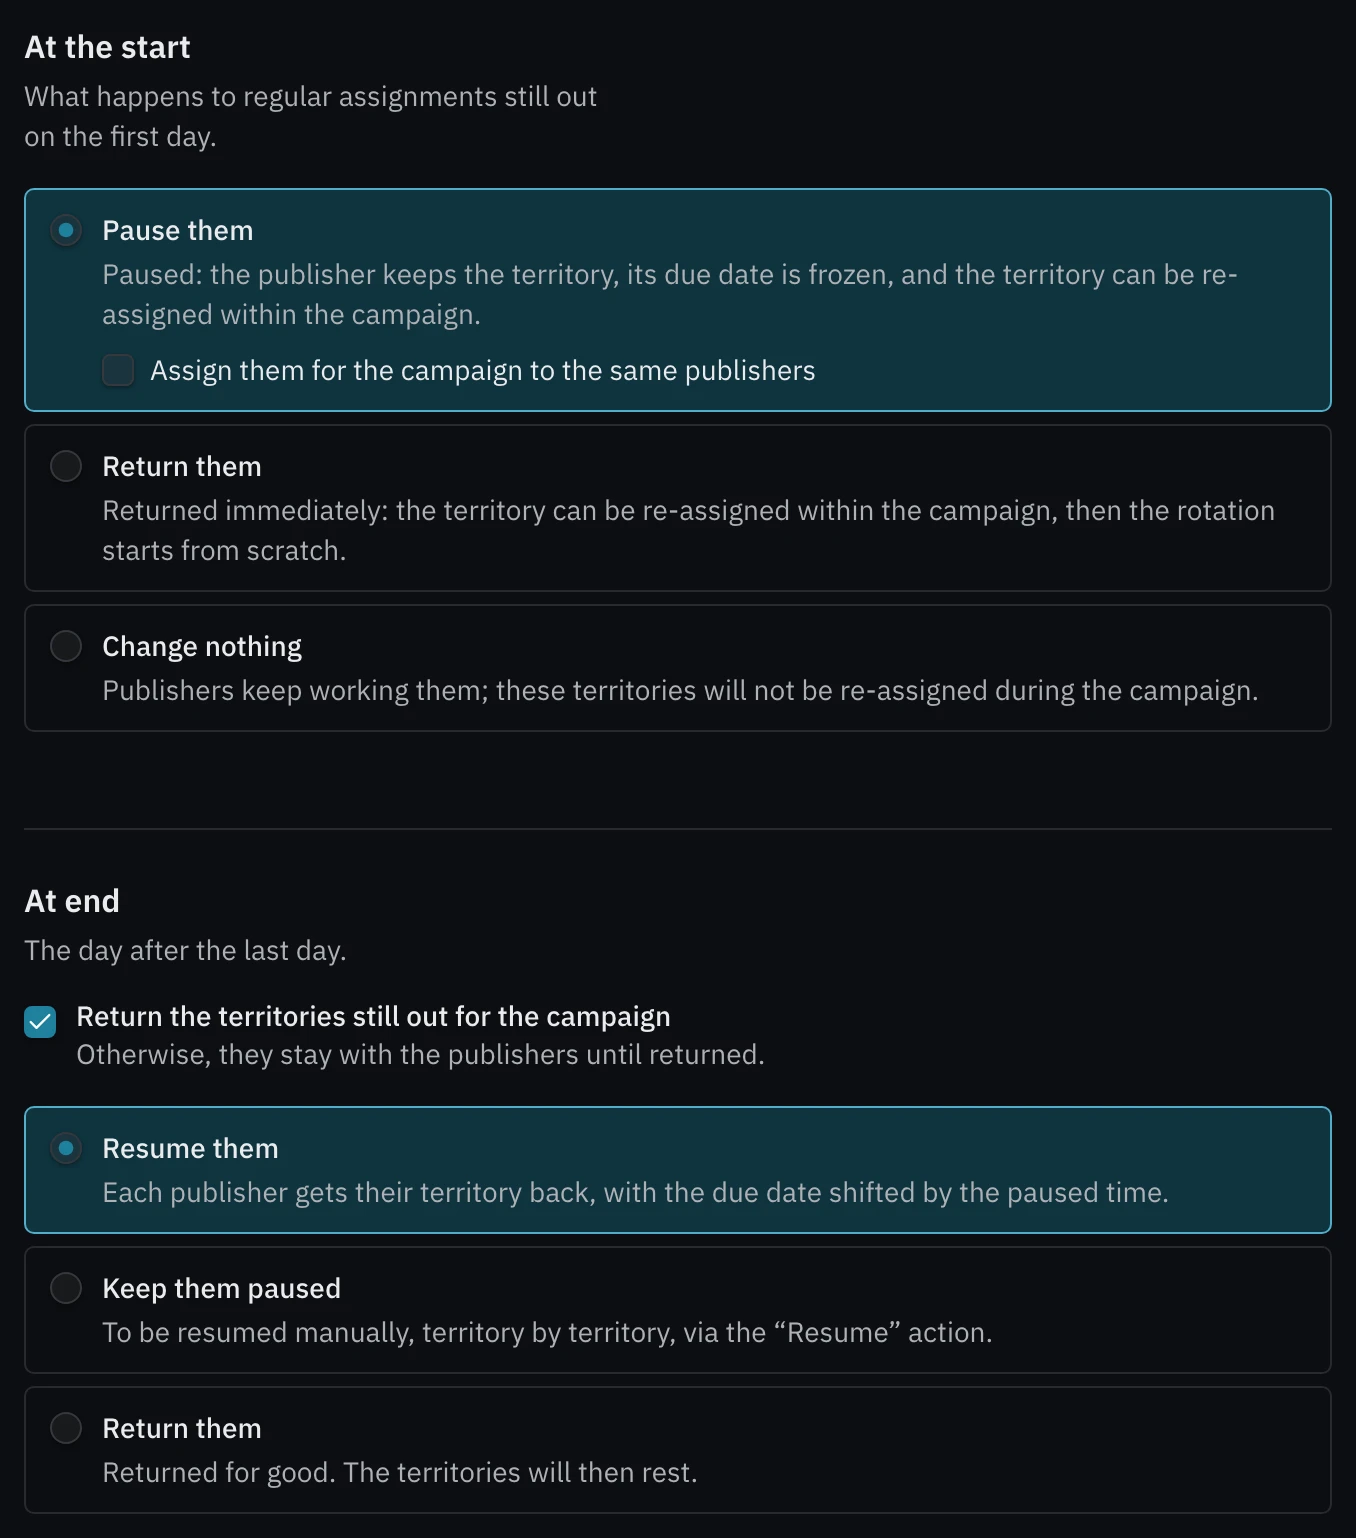 At the start
What happens to regular assignments still out
on the first day.
Pause them
Paused: the publisher keeps the territory, its due date is frozen, and the territory can be re-
assigned within the campaign.
Assign them for the campaign to the same publishers
Return them
Returned immediately: the territory can be re-assigned within the campaign, then the rotation
starts from scratch.
Change nothing
Publishers keep working them; these territories will not be re-assigned during the campaign.
At end
The day after the last day.
Return the territories still out for the campaign
Otherwise, they stay with the publishers until returned.
Resume them
Each publisher gets their territory back, with the due date shifted by the paused time.
Keep them paused
To be resumed manually, territory by territory, via the “Resume” action.
Return them
Returned for good. The territories will then rest.